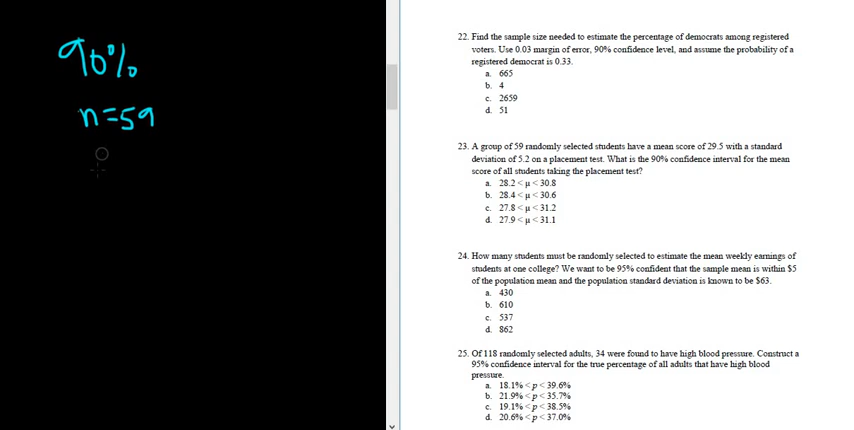 90%
n=59
22. Find the sample size needed to estimate the percentage of democrats among registered
voters. Use 0.03 margin of error, 90% confidence level, and assume the probability of a
registered democrat is 0.33.
a. 665
b. 4
c. 2659
d. 51
23. A group of 59 randomly selected students have a mean score of 29.5 with a standard
deviation of 5.2 on a placement test. What is the 90% confidence interval for the mean
score of all students taking the placement test?
a. 28.2 < μ < 30.8
b. 28.4 < μ < 30.6
c. 27.8 < μ < 31.2
d. 27.9 < μ < 31.1
24. How many students must be randomly selected to estimate the mean weekly earnings of
students at one college? We want to be 95% confident that the sample mean is within $5
of the population mean and the population standard deviation is known to be $63.
a. 430
b. 610
c. 537
d. 862
25. Of 118 randomly selected adults, 34 were found to have high blood pressure. Construct a
95% confidence interval for the true percentage of all adults that have high blood
pressure.
a. 18.1% < p < 39.6%
b. 21.9% < p < 35.7%
c. 19.1% < p < 38.5%
d. 20.6% < p < 37.0%